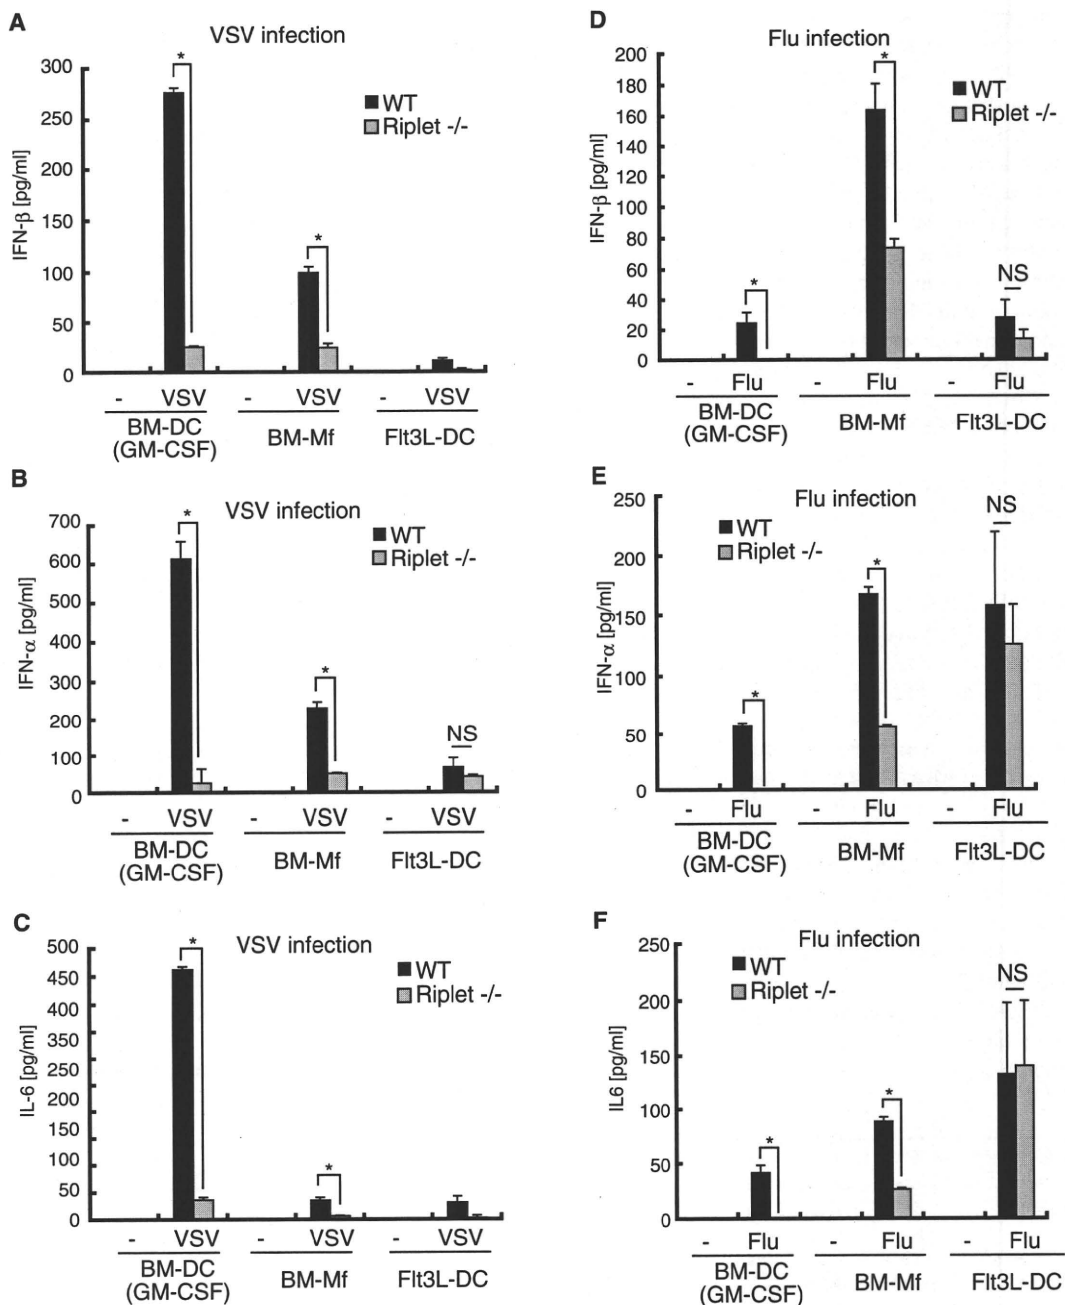 A
VSV infection
IFN-β [pg/ml]
300
250
200
150
100
50
0
WT
Riplet -/-
*
*
- VSV - VSV - VSV
BM-DC
(GM-CSF)
BM-Mf
Flt3L-DC
B
VSV infection
IFN-α [pg/ml]
700
600
500
400
300
200
100
0
WT
Riplet -/-
*
*
NS
- VSV - VSV - VSV
BM-DC
(GM-CSF)
BM-Mf
Flt3L-DC
C
VSV infection
IL-6 [pg/ml]
500
450
400
350
300
250
200
150
100
50
0
WT
Riplet -/-
*
*
- VSV - VSV - VSV
BM-DC
(GM-CSF)
BM-Mf
Flt3L-DC
D
Flu infection
IFN-β [pg/ml]
200
180
160
140
120
100
80
60
40
20
0
WT
Riplet -/-
*
*
NS
- Flu - Flu - Flu
BM-DC
(GM-CSF)
BM-Mf
Flt3L-DC
E
Flu infection
IFN-α [pg/ml]
250
200
150
100
50
0
WT
Riplet -/-
*
*
NS
- Flu - Flu - Flu
BM-DC
(GM-CSF)
BM-Mf
Flt3L-DC
F
Flu infection
IL6 [pg/ml]
250
200
150
100
50
0
WT
Riplet -/-
*
*
NS
- Flu - Flu - Flu
BM-DC
(GM-CSF)
BM-Mf
Flt3L-DC